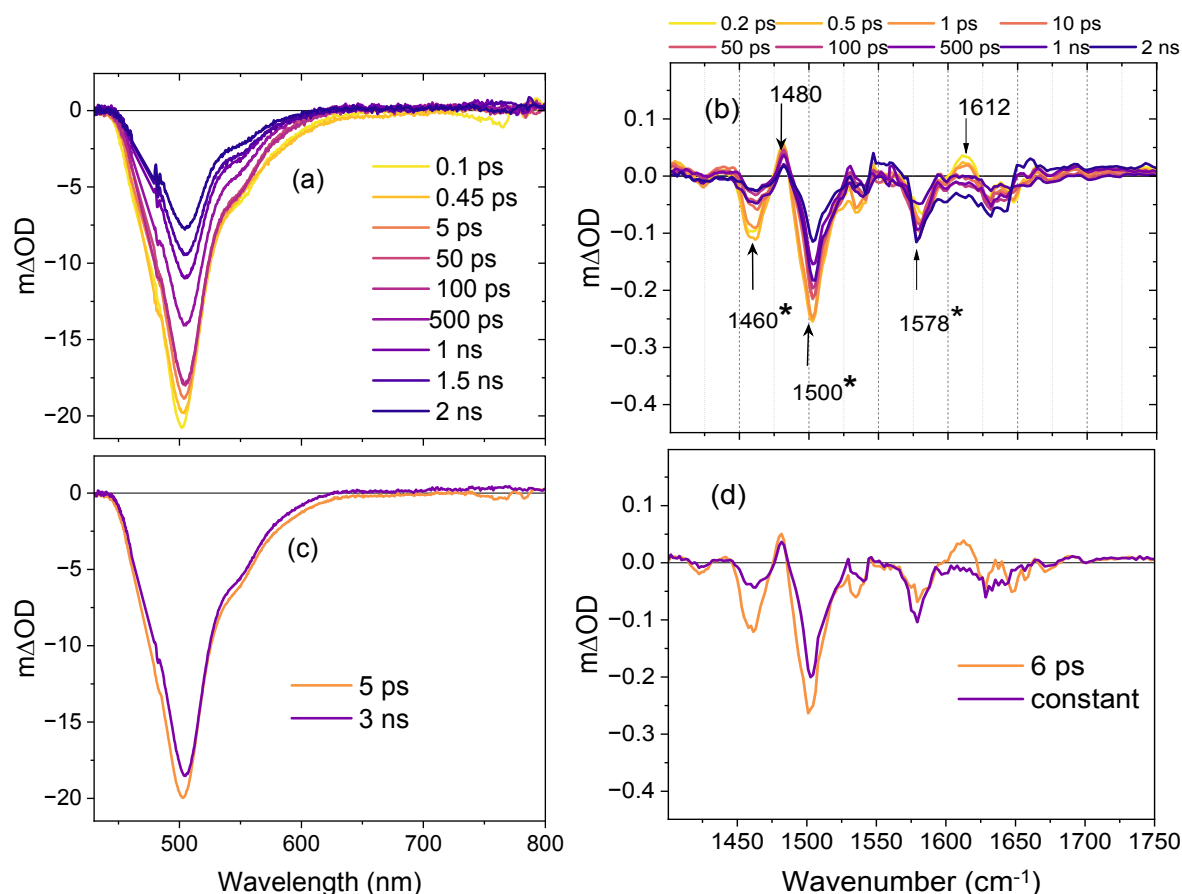 0.2 ps 0.5 ps 1 ps 10 ps
50 ps 100 ps 500 ps 1 ns 2 ns
0
−5
−10
−15
−20
mΔOD
(a)
0.1 ps
0.45 ps
5 ps
50 ps
100 ps
500 ps
1 ns
1.5 ns
2 ns
0.1
0.0
−0.1
−0.2
−0.3
−0.4
mΔOD
(b)
1480
1612
1460*
1500*
1578*
0
−5
−10
−15
−20
mΔOD
(c)
5 ps
3 ns
500 600 700 800
Wavelength (nm)
0.1
0.0
−0.1
−0.2
−0.3
−0.4
mΔOD
(d)
6 ps
constant
1450 1500 1550 1600 1650 1700 1750
Wavenumber (cm⁻¹)